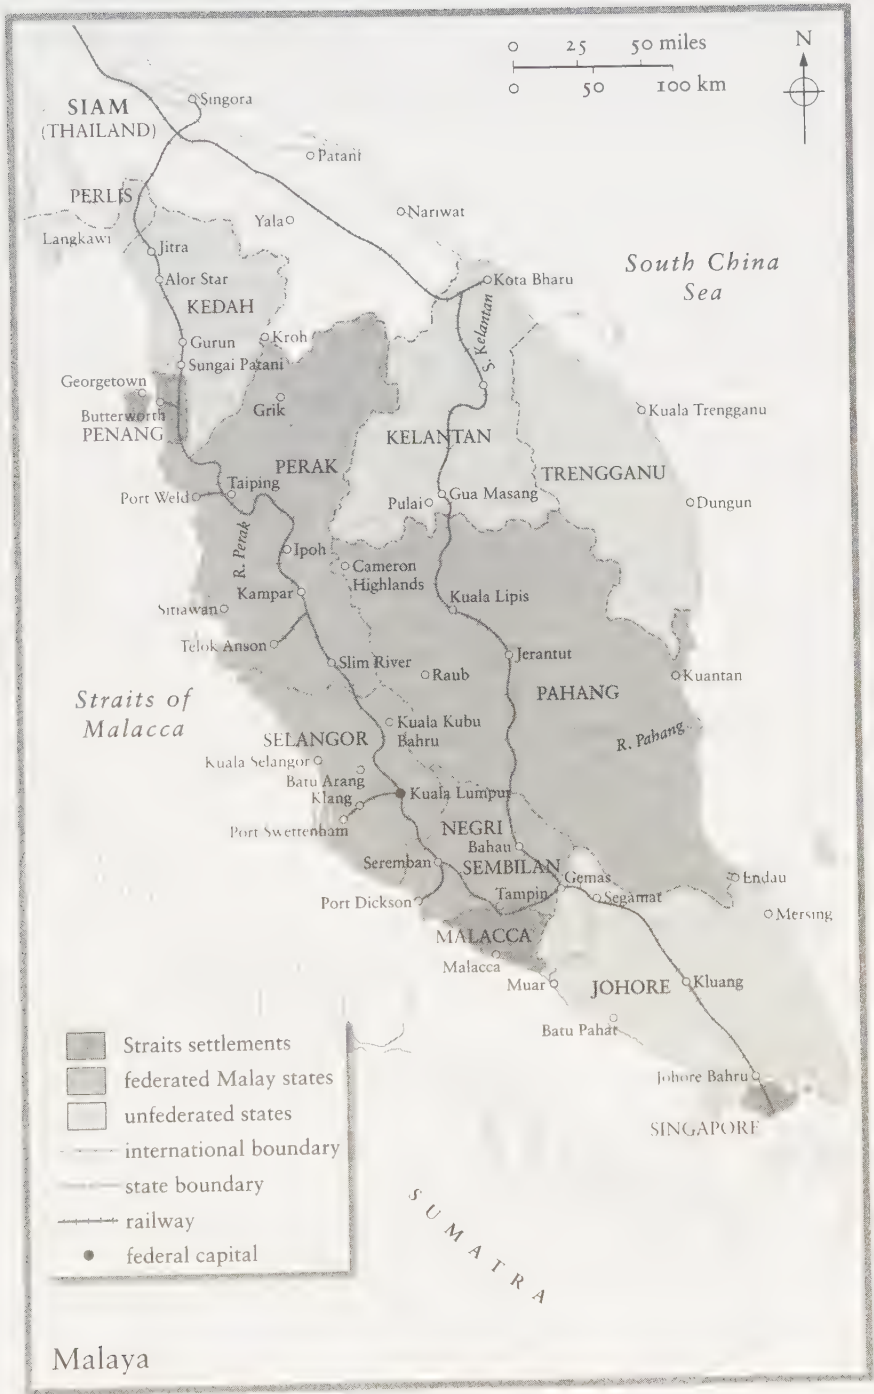 0 25 50 miles
0 50 100 km
N
SIAM
(THAILAND)
Singora
Patani
PERLIS
Langkawi
Yala
Nariwat
Jitra
Alor Star
KEDAH
Kota Bharu
South China
Sea
S. Kelantan
Gurun
Kroh
Sungai Patani
Georgetown
Butterworth
PENANG
Grik
Kuala Trengganu
KELANTAN
PERAK
TRENGGANU
Taiping
Port Weld
Gua Masang
Pulai
Dungun
R. Perak
Ipoh
Cameron
Highlands
Kampar
Kuala Lipis
Sitiawan
Telok Anson
Jerantut
Slim River
Raub
Kuantan
PAHANG
Straits of
Malacca
R. Pahang
Kuala Kubu
Bahru
SELANGOR
Kuala Selangor
Batu Arang
Klang
Kuala Lumpur
Port Swettenham
NEGRI
SEMBILAN
Bahau
Seremban
Gemas
Endau
Tampin
Segamat
Port Dickson
Mersing
MALACCA
Malacca
Muar
JOHORE
Kluang
Batu Pahat
Johore Bahru
SINGAPORE
Straits settlements
federated Malay states
unfederated states
international boundary
state boundary
railway
federal capital
SUMATRA
Malaya